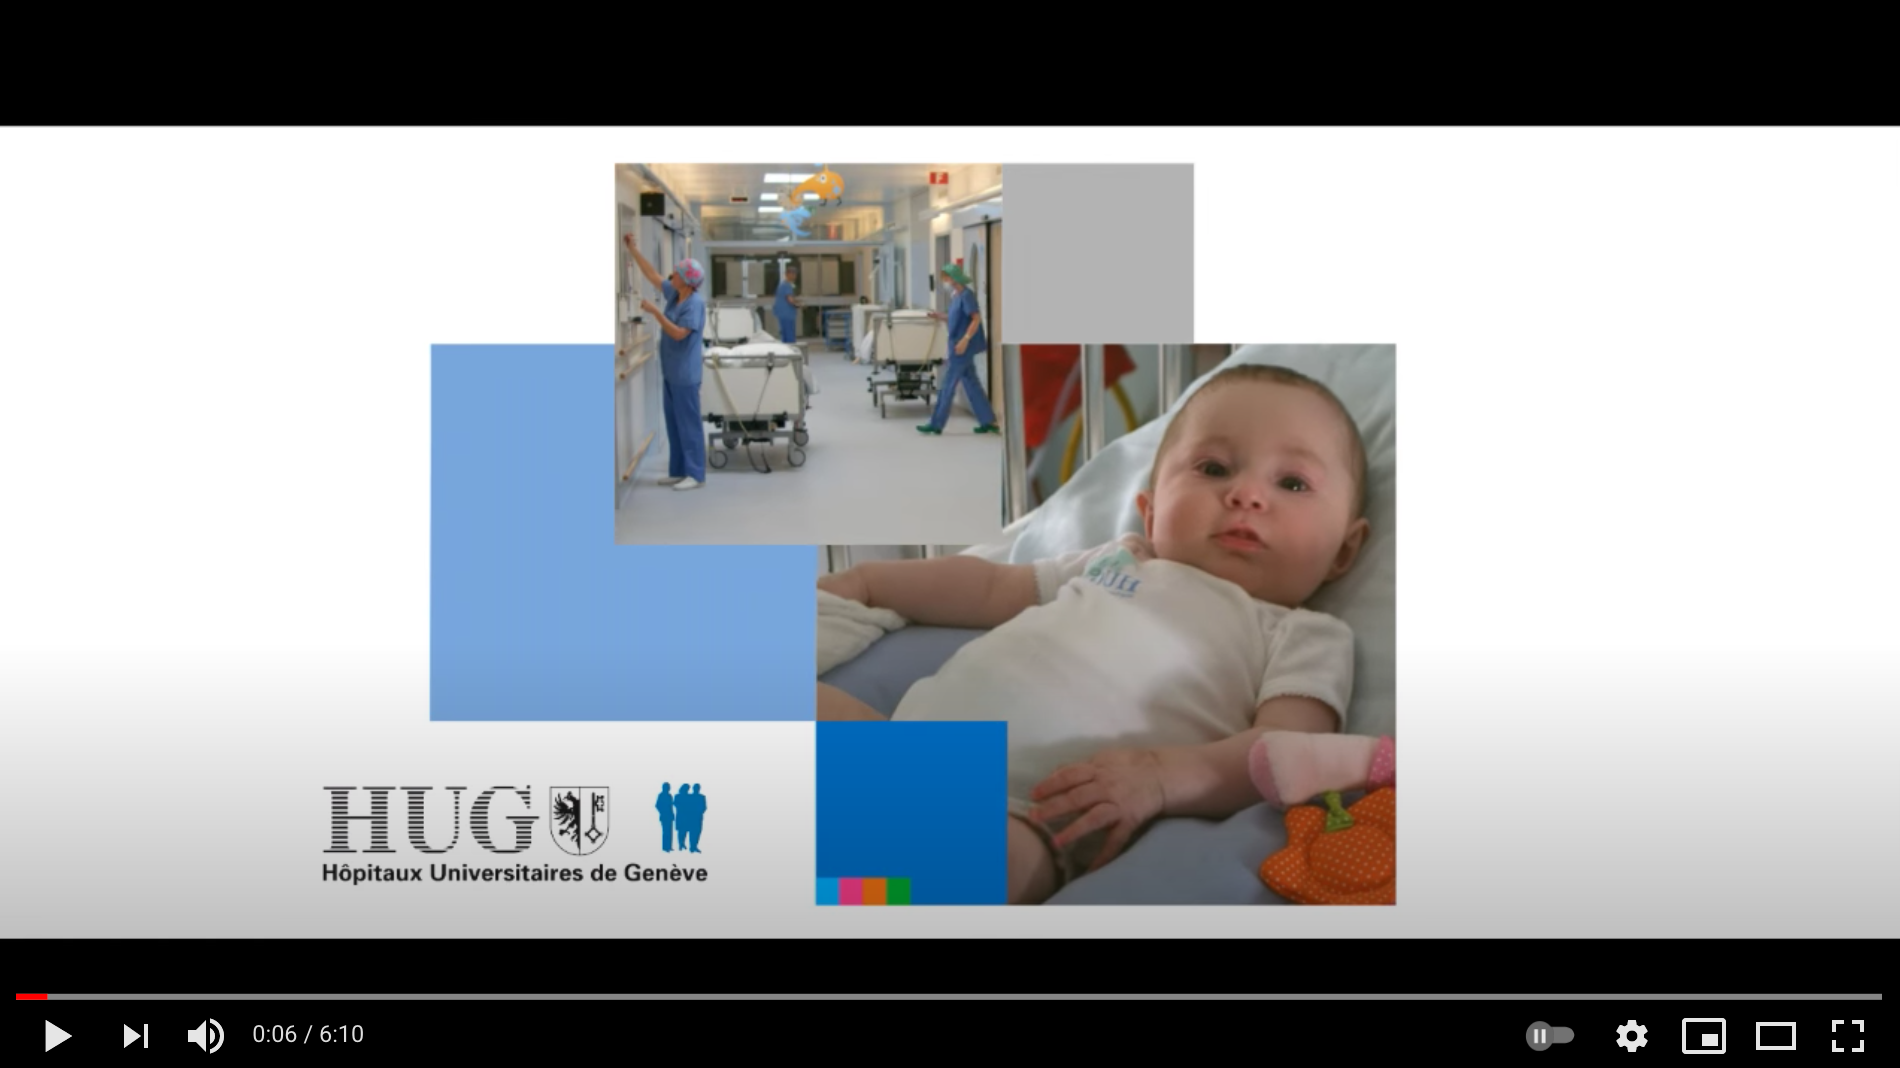 HUG
Hôpitaux Universitaires de Genève
0:06 / 6:10